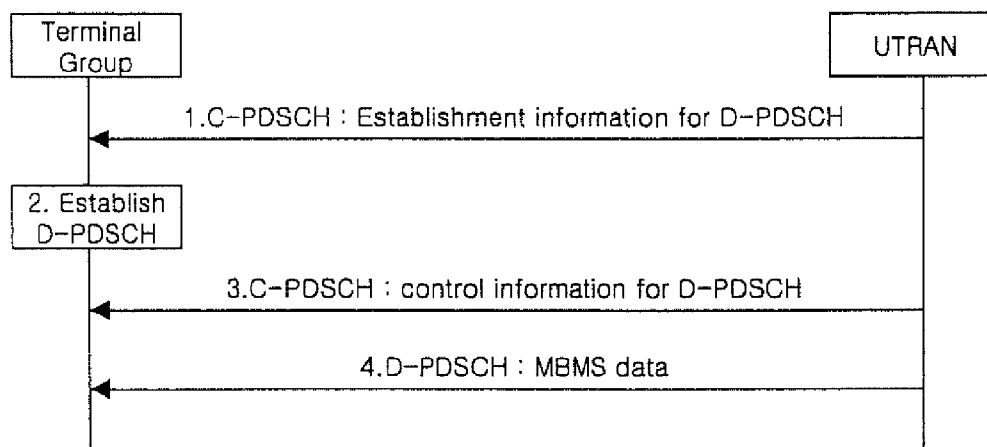 Terminal
Group
UTRAN
1.C-PDSCH : Establishment information for D-PDSCH
2. Establish
D-PDSCH
3.C-PDSCH : control information for D-PDSCH
4.D-PDSCH : MBMS data